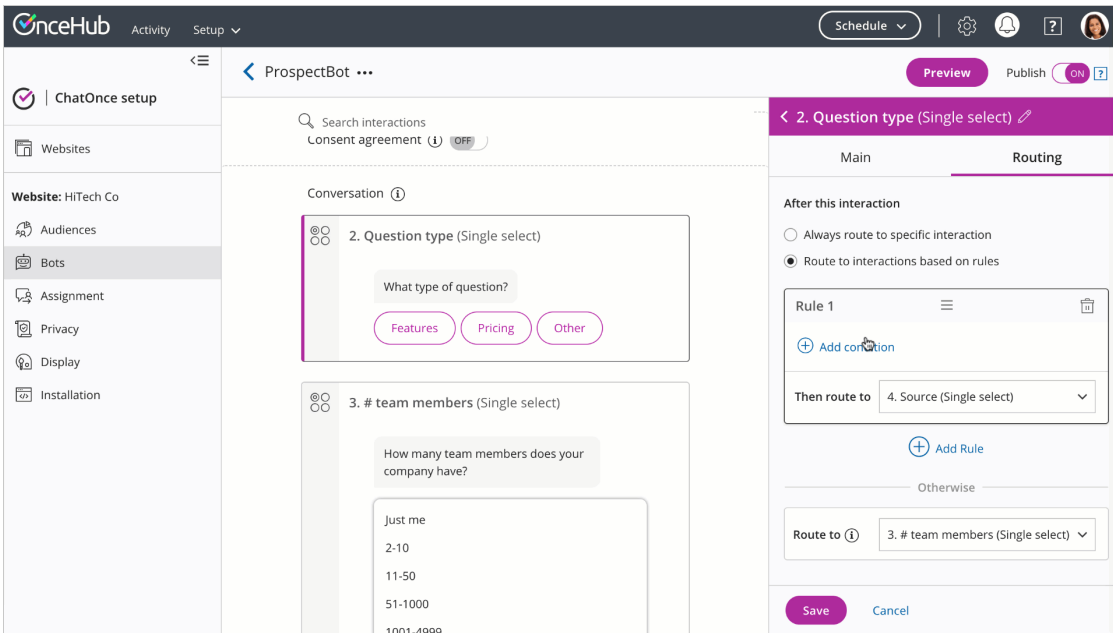 OnceHub
Activity
Setup
Schedule
?
ChatOnce setup
Websites
Website: HiTech Co
Audiences
Bots
Assignment
Privacy
Display
Installation
ProspectBot •••
Preview
Publish
ON
?
Search interactions
Consent agreement i OFF
Conversation i
2. Question type (Single select)
What type of question?
Features
Pricing
Other
3. # team members (Single select)
How many team members does your
company have?
Just me
2-10
11-50
51-1000
1001-4999
2. Question type (Single select)
Main
Routing
After this interaction
Always route to specific interaction
Route to interactions based on rules
Rule 1
Add condition
Then route to
4. Source (Single select)
Add Rule
Otherwise
Route to i
3. # team members (Single select)
Save
Cancel